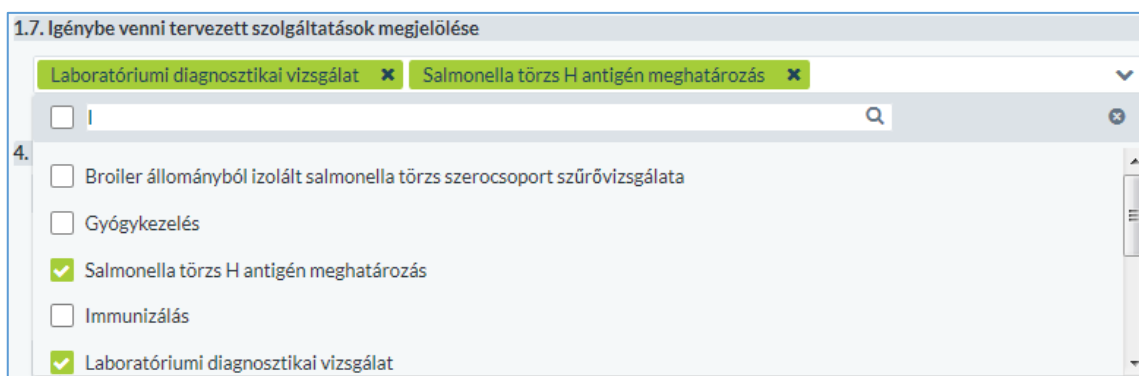 1.7. Igénybe venni tervezett szolgáltatások megjelölése
Laboratóriumi diagnosztikai vizsgálat Salmonella törzs H antigén meghatározás
4.
Broiler állományból izolált salmonella törzs szerocsoport szűrővizsgálata
Gyógykezelés
Salmonella törzs H antigén meghatározás
Immunizálás
Laboratóriumi diagnosztikai vizsgálat